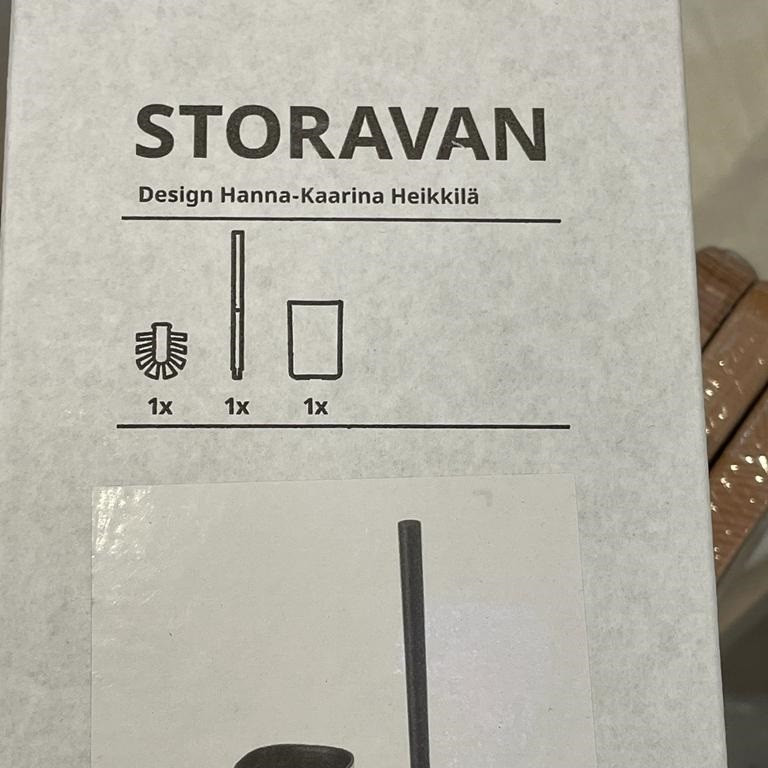 STORAVAN
Design Hanna-Kaarina Heikkilä
1x 1x 1x